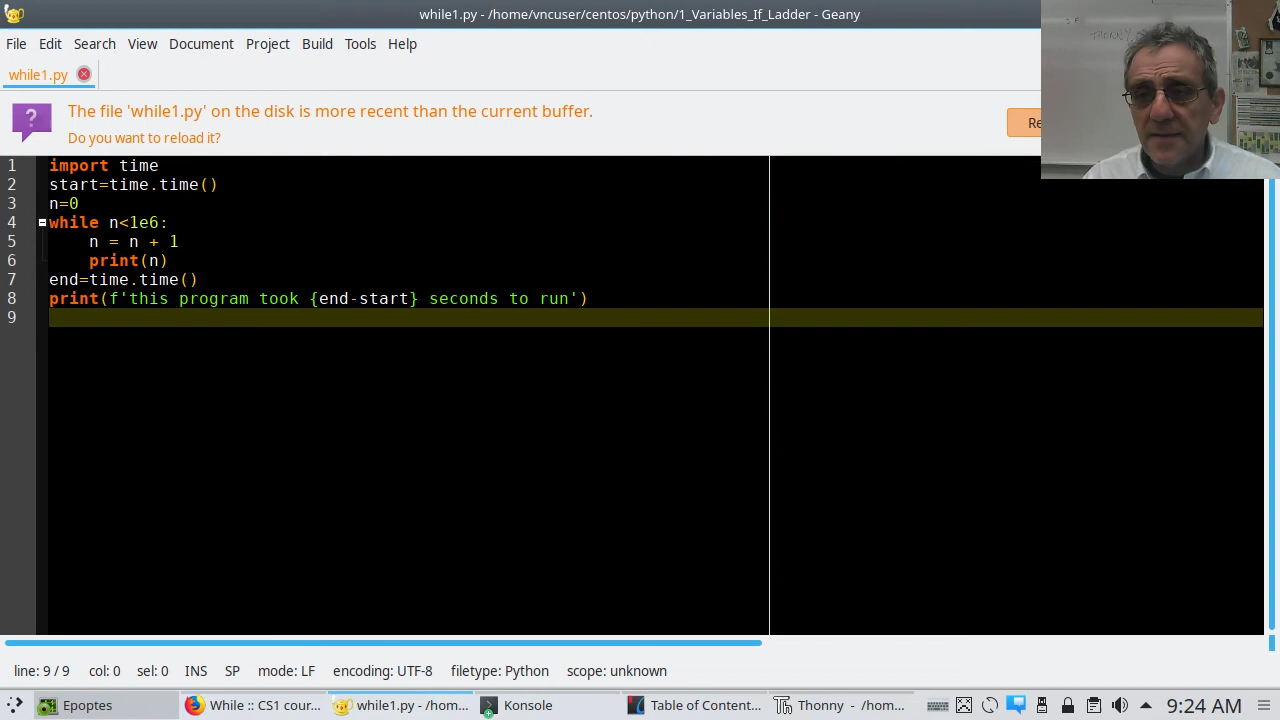 while1.py - /home/vncuser/centos/python/1_Variables_If_Ladder - Geany
File Edit Search View Document Project Build Tools Help
while1.py
The file 'while1.py' on the disk is more recent than the current buffer.
Do you want to reload it?
Re
THONNY
1 import time
2 start=time.time()
3 n=0
4 while n<1e6:
5 n = n + 1
6 print(n)
7 end=time.time()
8 print(f'this program took {end-start} seconds to run')
9
line: 9 / 9 col: 0 sel: 0 INS SP mode: LF encoding: UTF-8 filetype: Python scope: unknown
Epoptes While :: CS1 cour... while1.py - /hom... Konsole Table of Content... Th Thonny - /hom... 9:24 AM